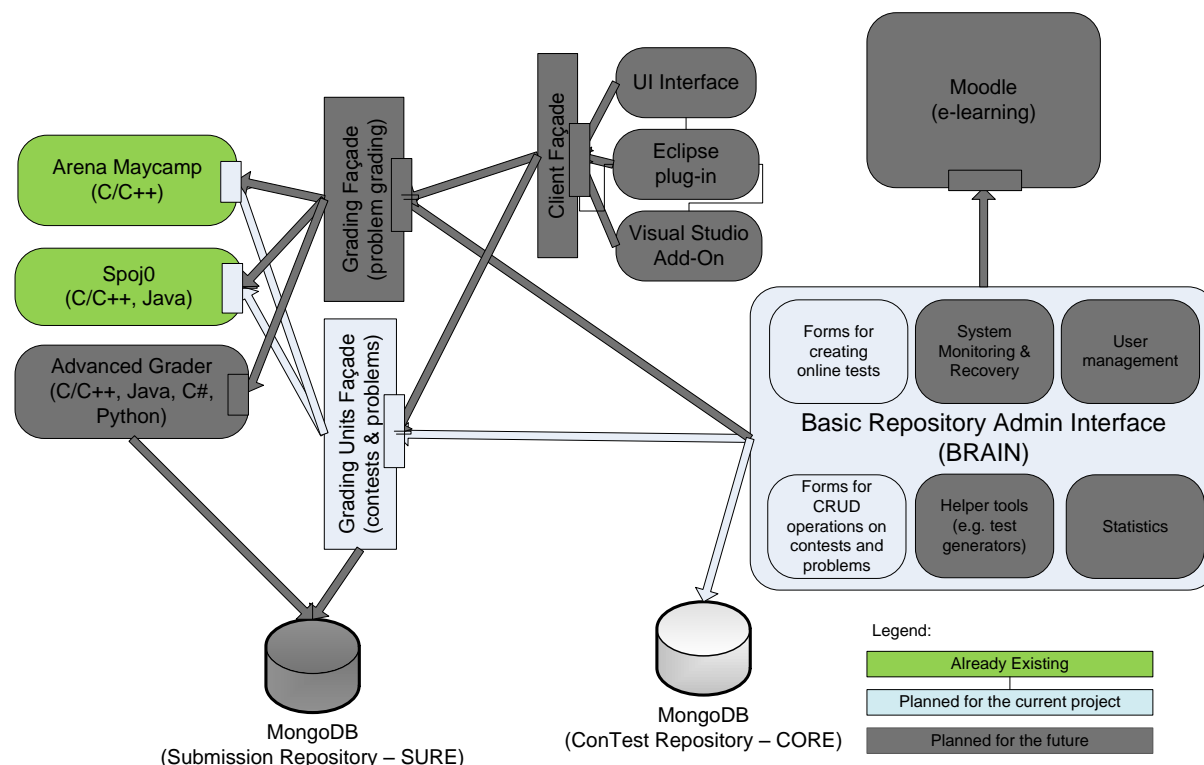 UI Interface
Eclipse
plug-in
Visual Studio
Add-On
Client Façade
Grading Façade
(problem grading)
Arena Maycamp
(C/C++)
Spoj0
(C/C++, Java)
Advanced Grader
(C/C++, Java, C#,
Python)
Grading Units Façade
(contests & problems)
Moodle
(e-learning)
Forms for
creating
online tests
System
Monitoring &
Recovery
User
management
Basic Repository Admin Interface
(BRAIN)
Forms for
CRUD
operations on
contests and
problems
Helper tools
(e.g. test
generators)
Statistics
MongoDB
(Submission Repository – SURE)
MongoDB
(ConTest Repository – CORE)
Legend:
Already Existing
Planned for the current project
Planned for the future